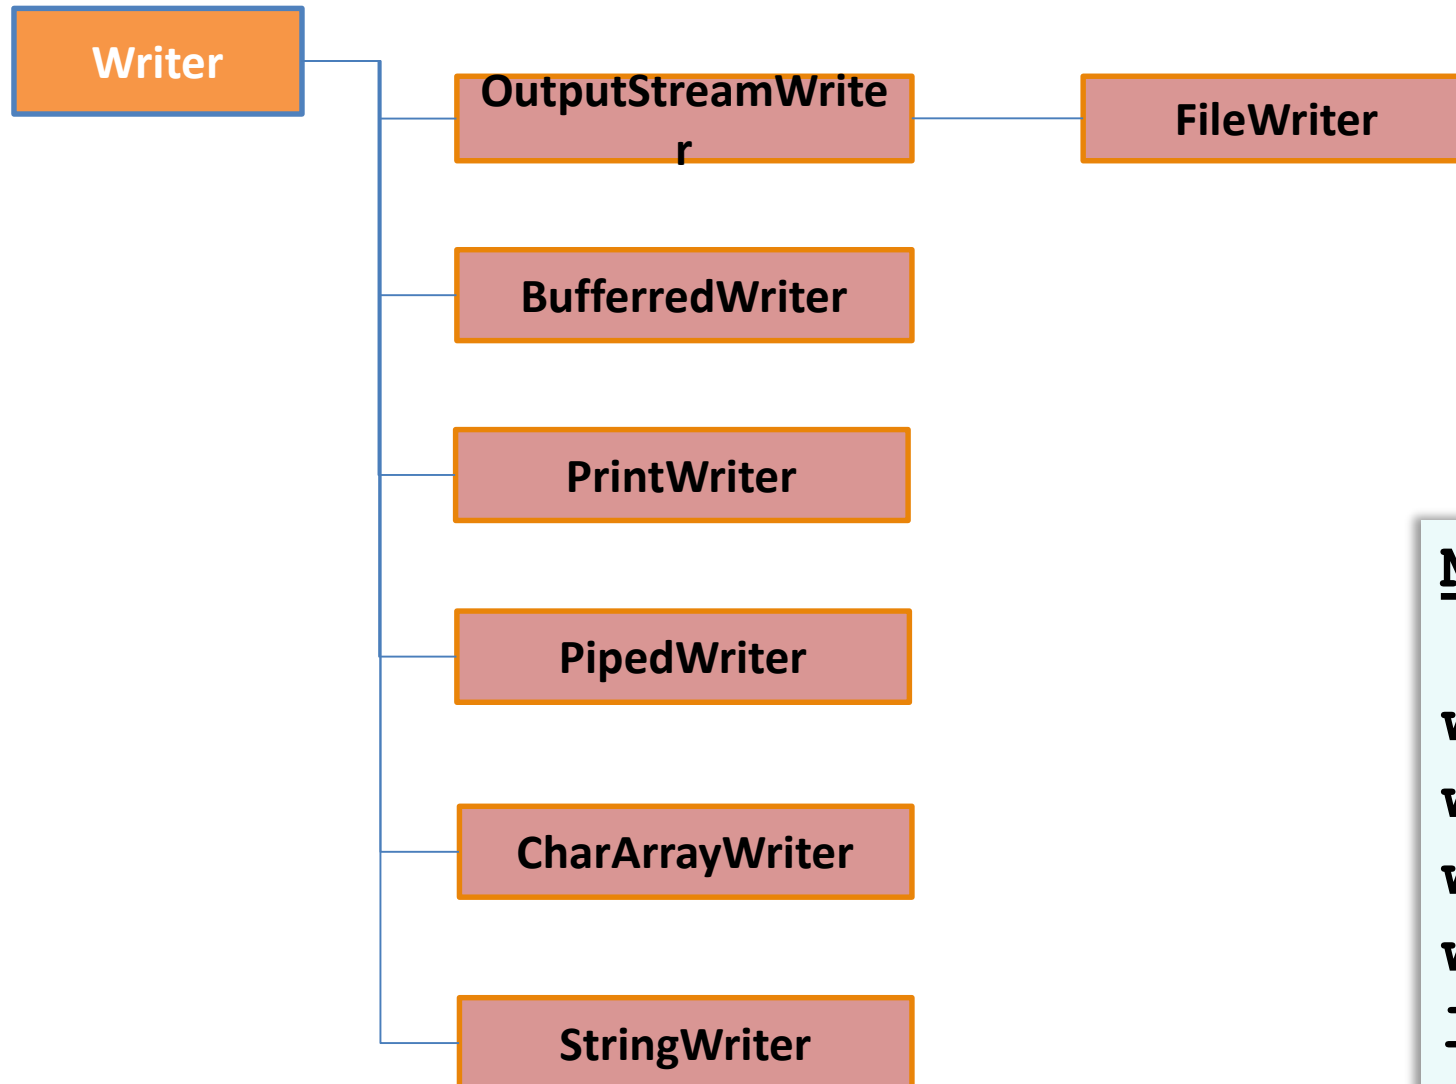 Writer
OutputStreamWrite
r
FileWriter
BufferredWriter
PrintWriter
PipedWriter
CharArrayWriter
StringWriter